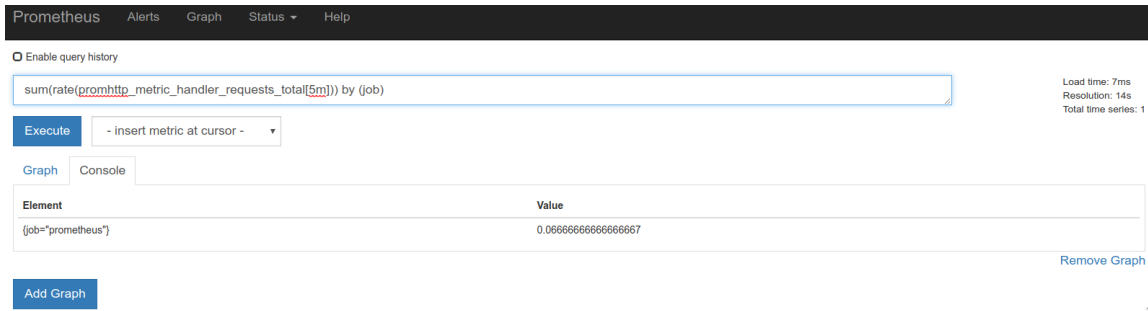 Prometheus Alerts Graph Status Help
Enable query history
sum(rate(promhttp_metric_handler_requests_total[5m])) by (job)
Load time: 7ms
Resolution: 14s
Total time series: 1
Execute - insert metric at cursor -
Graph Console
Element Value
{job="prometheus"} 0.06666666666666667
Remove Graph
Add Graph